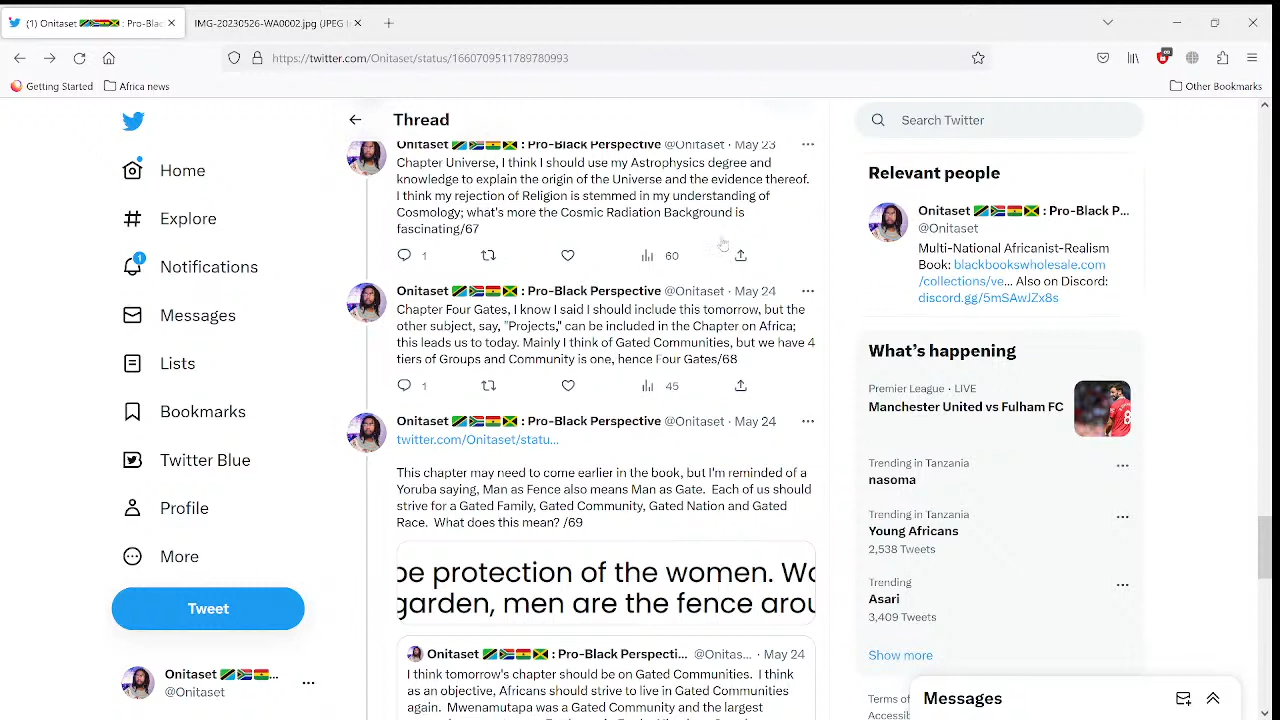 (1) Onitaset 🇹🇿🇿🇦🇬🇭🇯🇲 : Pro-Blac
IMG-20230526-WA0002.jpg (JPEG I
https://twitter.com/Onitaset/status/1660709511789780993
Getting Started
Africa news
Other Bookmarks
Home
Explore
1
Notifications
Messages
Lists
Bookmarks
Twitter Blue
Profile
More
Tweet
Onitaset 🇹🇿🇿🇦🇬🇭...
@Onitaset
Thread
Onitaset 🇹🇿🇿🇦🇬🇭🇯🇲 : Pro-Black Perspective @Onitaset · May 23
Chapter Universe, I think I should use my Astrophysics degree and
knowledge to explain the origin of the Universe and the evidence thereof.
I think my rejection of Religion is stemmed in my understanding of
Cosmology; what's more the Cosmic Radiation Background is
fascinating/67
1 60
Onitaset 🇹🇿🇿🇦🇬🇭🇯🇲 : Pro-Black Perspective @Onitaset · May 24
Chapter Four Gates, I know I said I should include this tomorrow, but the
other subject, say, "Projects," can be included in the Chapter on Africa;
this leads us to today. Mainly I think of Gated Communities, but we have 4
tiers of Groups and Community is one, hence Four Gates/68
1 45
Onitaset 🇹🇿🇿🇦🇬🇭🇯🇲 : Pro-Black Perspective @Onitaset · May 24
twitter.com/Onitaset/statu...
This chapter may need to come earlier in the book, but I'm reminded of a
Yoruba saying, Man as Fence also means Man as Gate. Each of us should
strive for a Gated Family, Gated Community, Gated Nation and Gated
Race. What does this mean? /69
be protection of the women. Wo
garden, men are the fence arou
Onitaset 🇹🇿🇿🇦🇬🇭🇯🇲 : Pro-Black Perspecti... @Onitas... · May 24
I think tomorrow's chapter should be on Gated Communities. I think
as an objective, Africans should strive to live in Gated Communities
again. Mwenamutapa was a Gated Community and the largest
Search Twitter
Relevant people
Onitaset 🇹🇿🇿🇦🇬🇭🇯🇲 : Pro-Black P...
@Onitaset
Multi-National Africanist-Realism
Book: blackbookswholesale.com
/collections/ve... Also on Discord:
discord.gg/5mSAwJZx8s
What's happening
Premier League · LIVE
Manchester United vs Fulham FC
8
Trending in Tanzania
nasoma
Trending in Tanzania
Young Africans
2,538 Tweets
Trending
Asari
3,409 Tweets
Show more
Terms of
Accessib
Messages